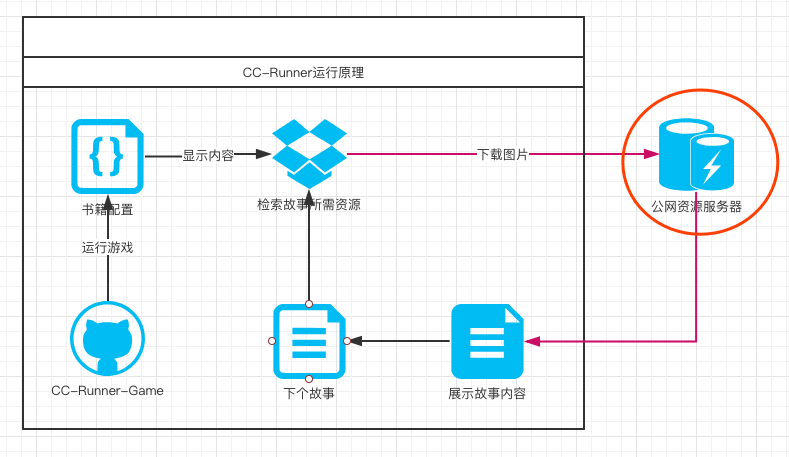 CC-Runner运行原理
显示内容
下载图片
书籍配置
检索故事所需资源
公网资源服务器
运行游戏
CC-Runner-Game
下个故事
展示故事内容